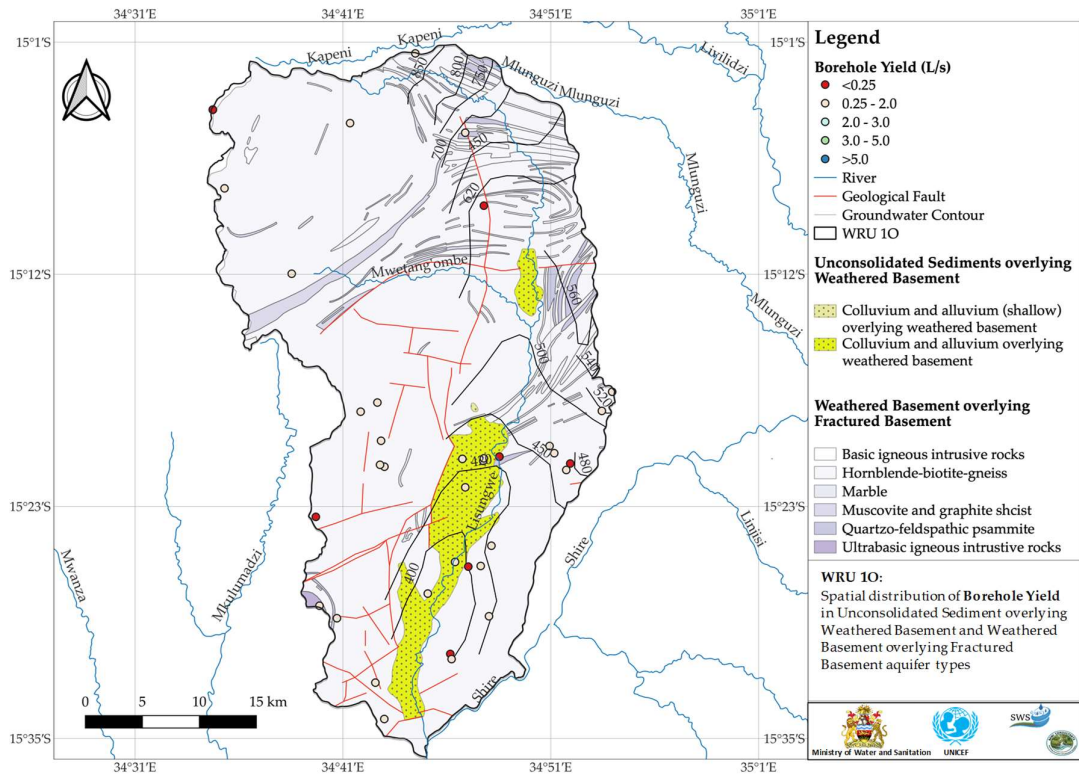 34°31'E
34°41'E
34°51'E
35°1'E
15°1'S
15°1'S
Kapeni
Kapeni
Livilidzi
Mlunguzi
Mlunguzi
800
750
700
450
620
Mlunguzi
15°12'S
15°12'S
Mwetang'ombe
560
Mlunguzi
500
540
520
450
480
15°23'S
15°23'S
Lisungwe
Linjisi
Shire
Mwanza
Mkulumadzi
400
Shire
0 5 10 15 km
15°35'S
15°35'S
34°31'E
34°41'E
34°51'E
35°1'E
Legend
Borehole Yield (L/s)
<0.25
0.25 - 2.0
2.0 - 3.0
3.0 - 5.0
>5.0
River
Geological Fault
Groundwater Contour
WRU 1O
Unconsolidated Sediments overlying
Weathered Basement
Colluvium and alluvium (shallow)
overlying weathered basement
Colluvium and alluvium overlying
weathered basement
Weathered Basement overlying
Fractured Basement
Basic igneous intrusive rocks
Hornblende-biotite-gneiss
Marble
Muscovite and graphite shcist
Quartzo-feldspathic psammite
Ultrabasic igneous intrustive rocks
WRU 1O:
Spatial distribution of Borehole Yield
in Unconsolidated Sediment overlying
Weathered Basement and Weathered
Basement overlying Fractured
Basement aquifer types
SWS
Ministry of Water and Sanitation
UNICEF